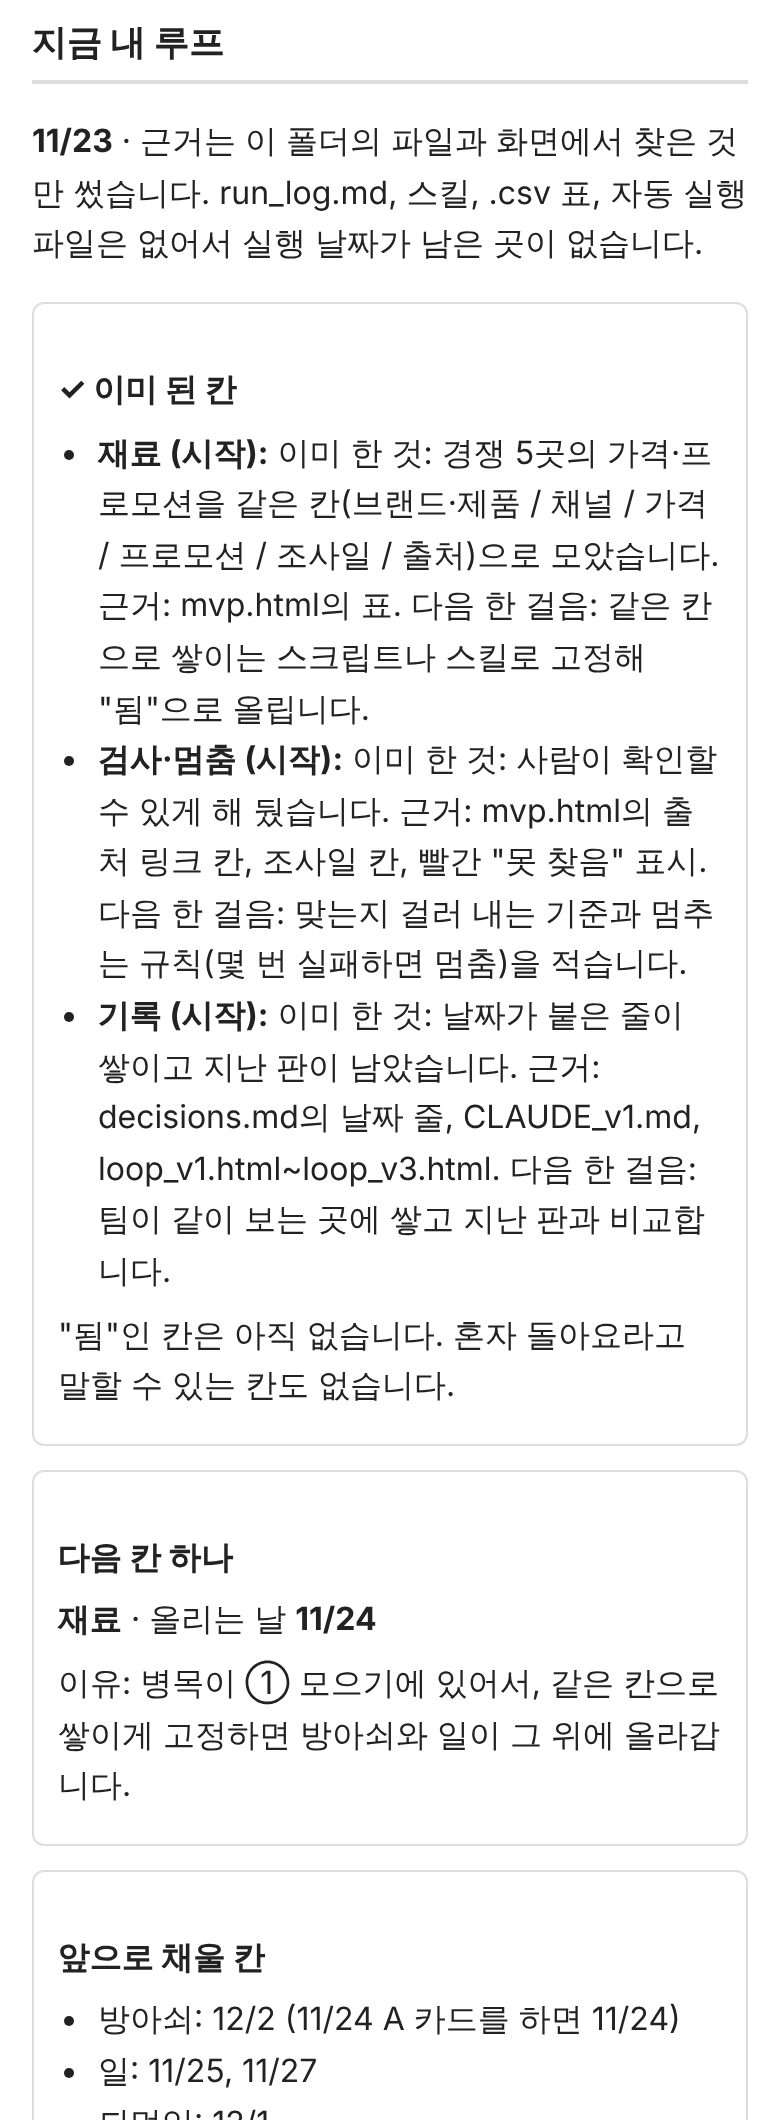 지금 내 루프
11/23 · 근거는 이 폴더의 파일과 화면에서 찾은 것
만 썼습니다. run_log.md, 스킬, .csv 표, 자동 실행
파일은 없어서 실행 날짜가 남은 곳이 없습니다.
✓ 이미 된 칸
• 재료 (시작): 이미 한 것: 경쟁 5곳의 가격·프
로모션을 같은 칸(브랜드·제품 / 채널 / 가격
/ 프로모션 / 조사일 / 출처)으로 모았습니다.
근거: mvp.html의 표. 다음 한 걸음: 같은 칸
으로 쌓이는 스크립트나 스킬로 고정해
"됨"으로 올립니다.
• 검사·멈춤 (시작): 이미 한 것: 사람이 확인할
수 있게 해 뒀습니다. 근거: mvp.html의 출
처 링크 칸, 조사일 칸, 빨간 "못 찾음" 표시.
다음 한 걸음: 맞는지 걸러 내는 기준과 멈추
는 규칙(몇 번 실패하면 멈춤)을 적습니다.
• 기록 (시작): 이미 한 것: 날짜가 붙은 줄이
쌓이고 지난 판이 남았습니다. 근거:
decisions.md의 날짜 줄, CLAUDE_v1.md,
loop_v1.html~loop_v3.html. 다음 한 걸음:
팀이 같이 보는 곳에 쌓고 지난 판과 비교합
니다.
"됨"인 칸은 아직 없습니다. 혼자 돌아요라고
말할 수 있는 칸도 없습니다.
다음 칸 하나
재료 · 올리는 날 11/24
이유: 병목이 ① 모으기에 있어서, 같은 칸으로
쌓이게 고정하면 방아쇠와 일이 그 위에 올라갑
니다.
앞으로 채울 칸
• 방아쇠: 12/2 (11/24 A 카드를 하면 11/24)
• 일: 11/25, 11/27